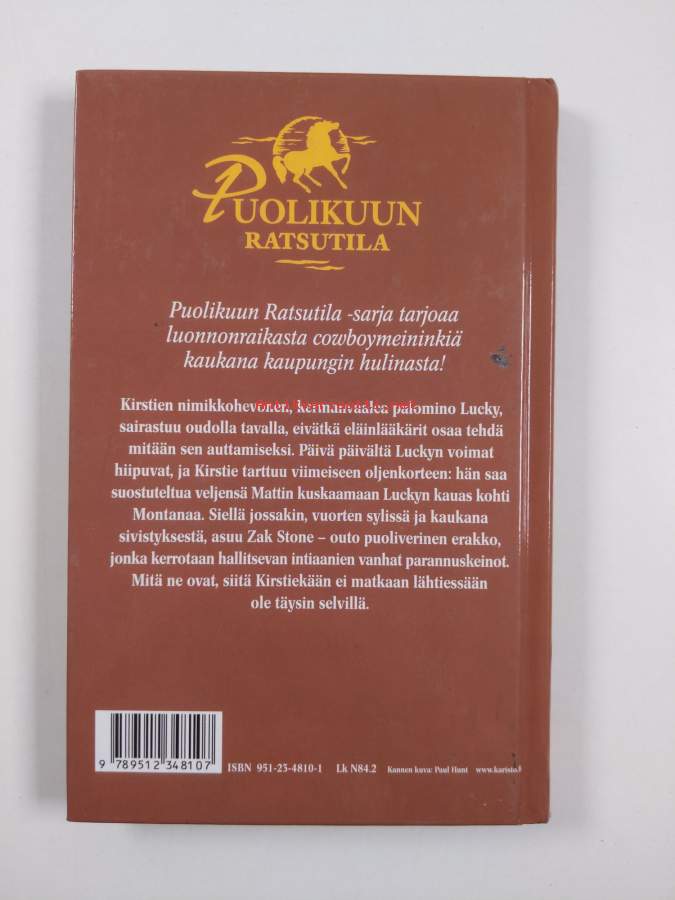 PUOLIKUUN
RATSUTILA
Puolikuun Ratsutila -sarja tarjoaa
luonnonraikasta cowboymeininkiä
kaukana kaupungin hulinasta!
Kirstien nimikkohevonen, kermanvaalea palomino Lucky,
sairastuu oudolla tavalla, eivätkä eläinlääkärit osaa tehdä
mitään sen auttamiseksi. Päivä päivältä Luckyn voimat
hiipuvat, ja Kirstie tarttuu viimeiseen oljenkorteen: hän saa
suostuteltua veljensä Mattin kuskaamaan Luckyn kauas kohti
Montanaa. Siellä jossakin, vuorten sylissä ja kaukana
sivistyksestä, asuu Zak Stone – outo puoliverinen erakko,
jonka kerrotaan hallitsevan intiaanien vanhat parannuskeinot.
Mitä ne ovat, siitä Kirstiekään ei matkaan lähtiessään
ole täysin selvillä.
9 789512 348107
ISBN 951-23-4810-1 Lk N84.2 Kannen kuva: Paul Hunt www.karisto.f